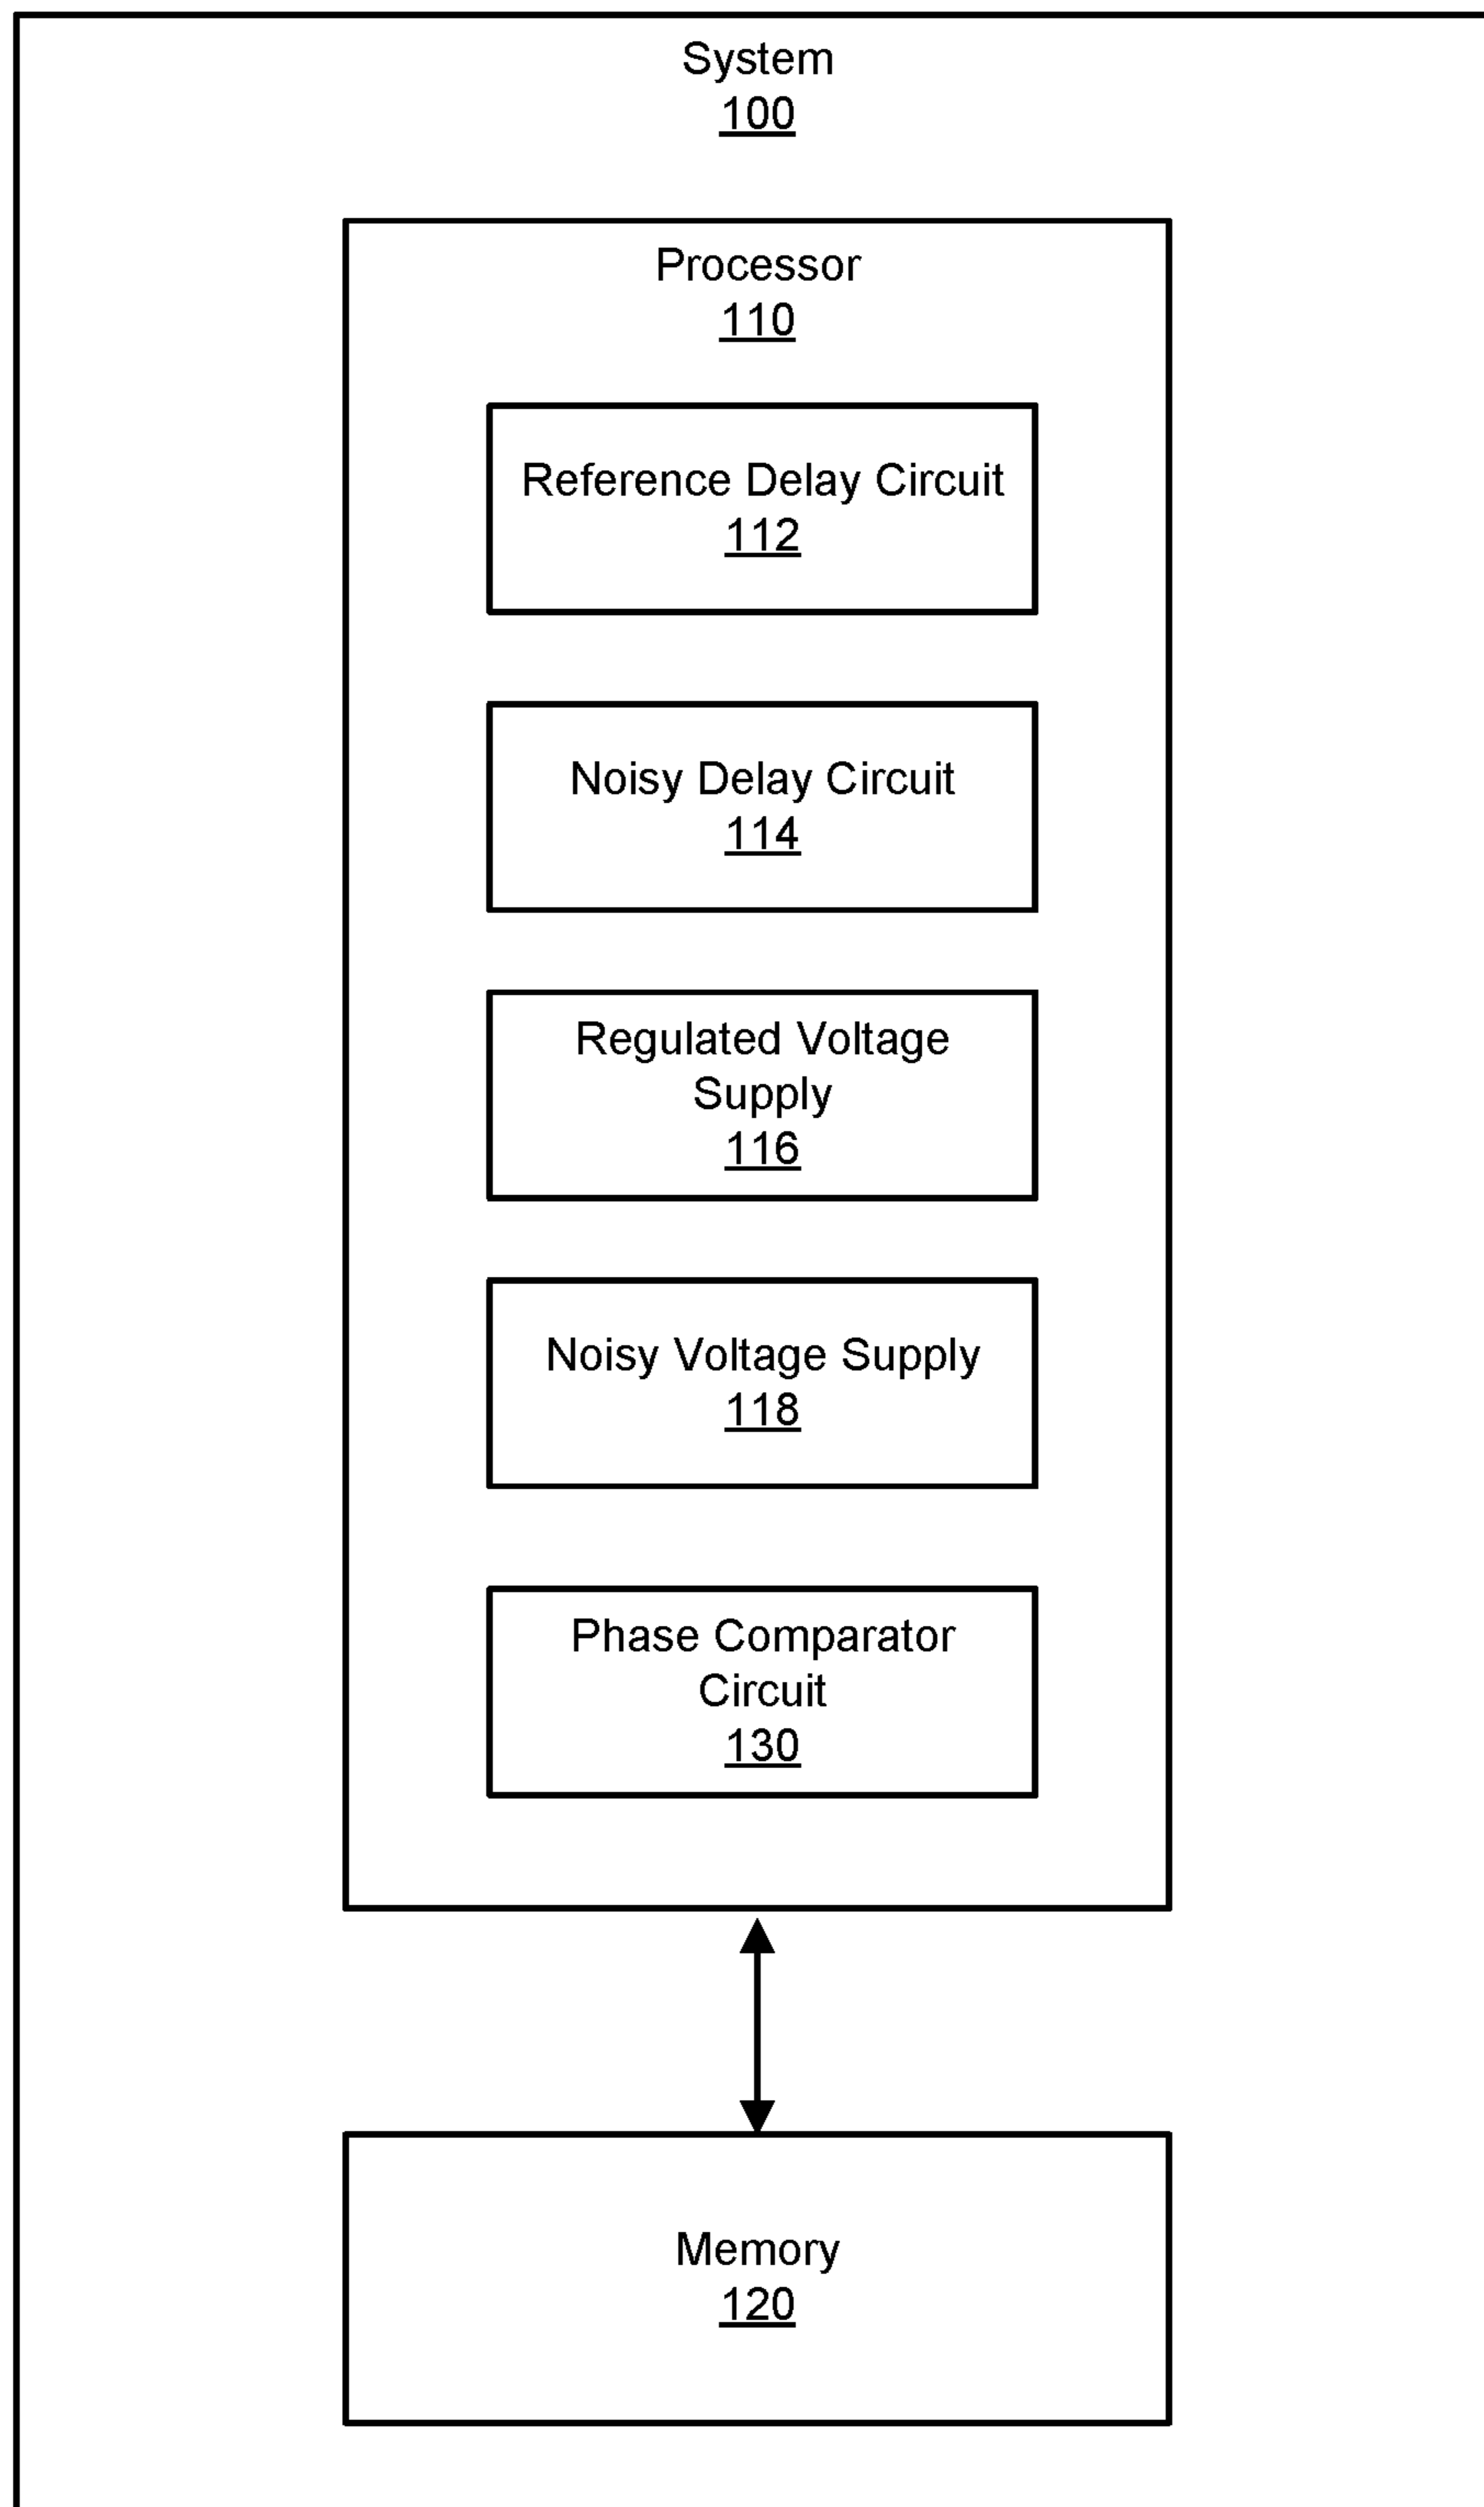 System
100
Processor
110
Reference Delay Circuit
112
Noisy Delay Circuit
114
Regulated Voltage
Supply
116
Noisy Voltage Supply
118
Phase Comparator
Circuit
130
Memory
120